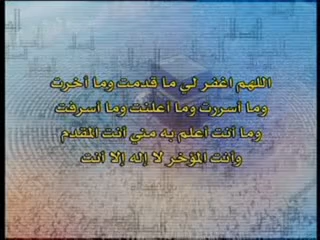 اللهم اغفر لي ما قدمت وما أخرت
وما أسررت وما أعلنت وما أسرفت
وما أنت أعلم به مني أنت المقدم
وأنت المؤخر لا إله إلا أنت